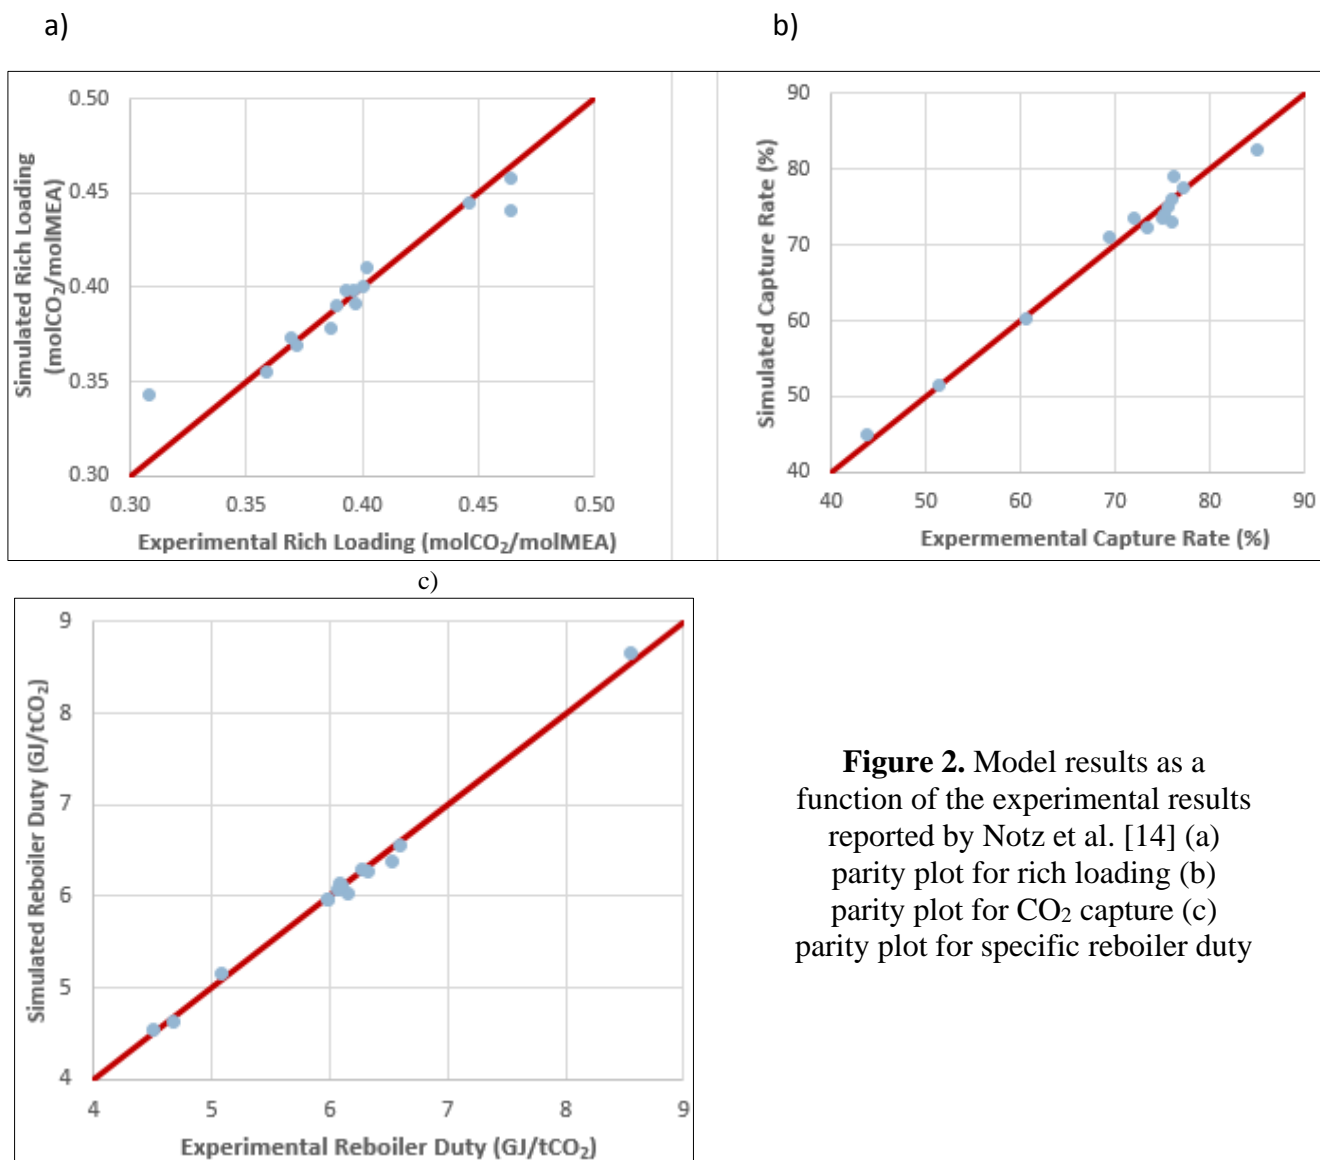 a)
b)
Simulated Rich Loading
(molCO₂/molMEA)
0.50
0.45
0.40
0.35
0.30
0.30 0.35 0.40 0.45 0.50
Experimental Rich Loading (molCO₂/molMEA)
Simulated Capture Rate (%)
90
80
70
60
50
40
40 50 60 70 80 90
Expermemental Capture Rate (%)
c)
Simulated Reboiler Duty (GJ/tCO₂)
9
8
7
6
5
4
4 5 6 7 8 9
Experimental Reboiler Duty (GJ/tCO₂)
Figure 2. Model results as a
function of the experimental results
reported by Notz et al. [14] (a)
parity plot for rich loading (b)
parity plot for CO₂ capture (c)
parity plot for specific reboiler duty